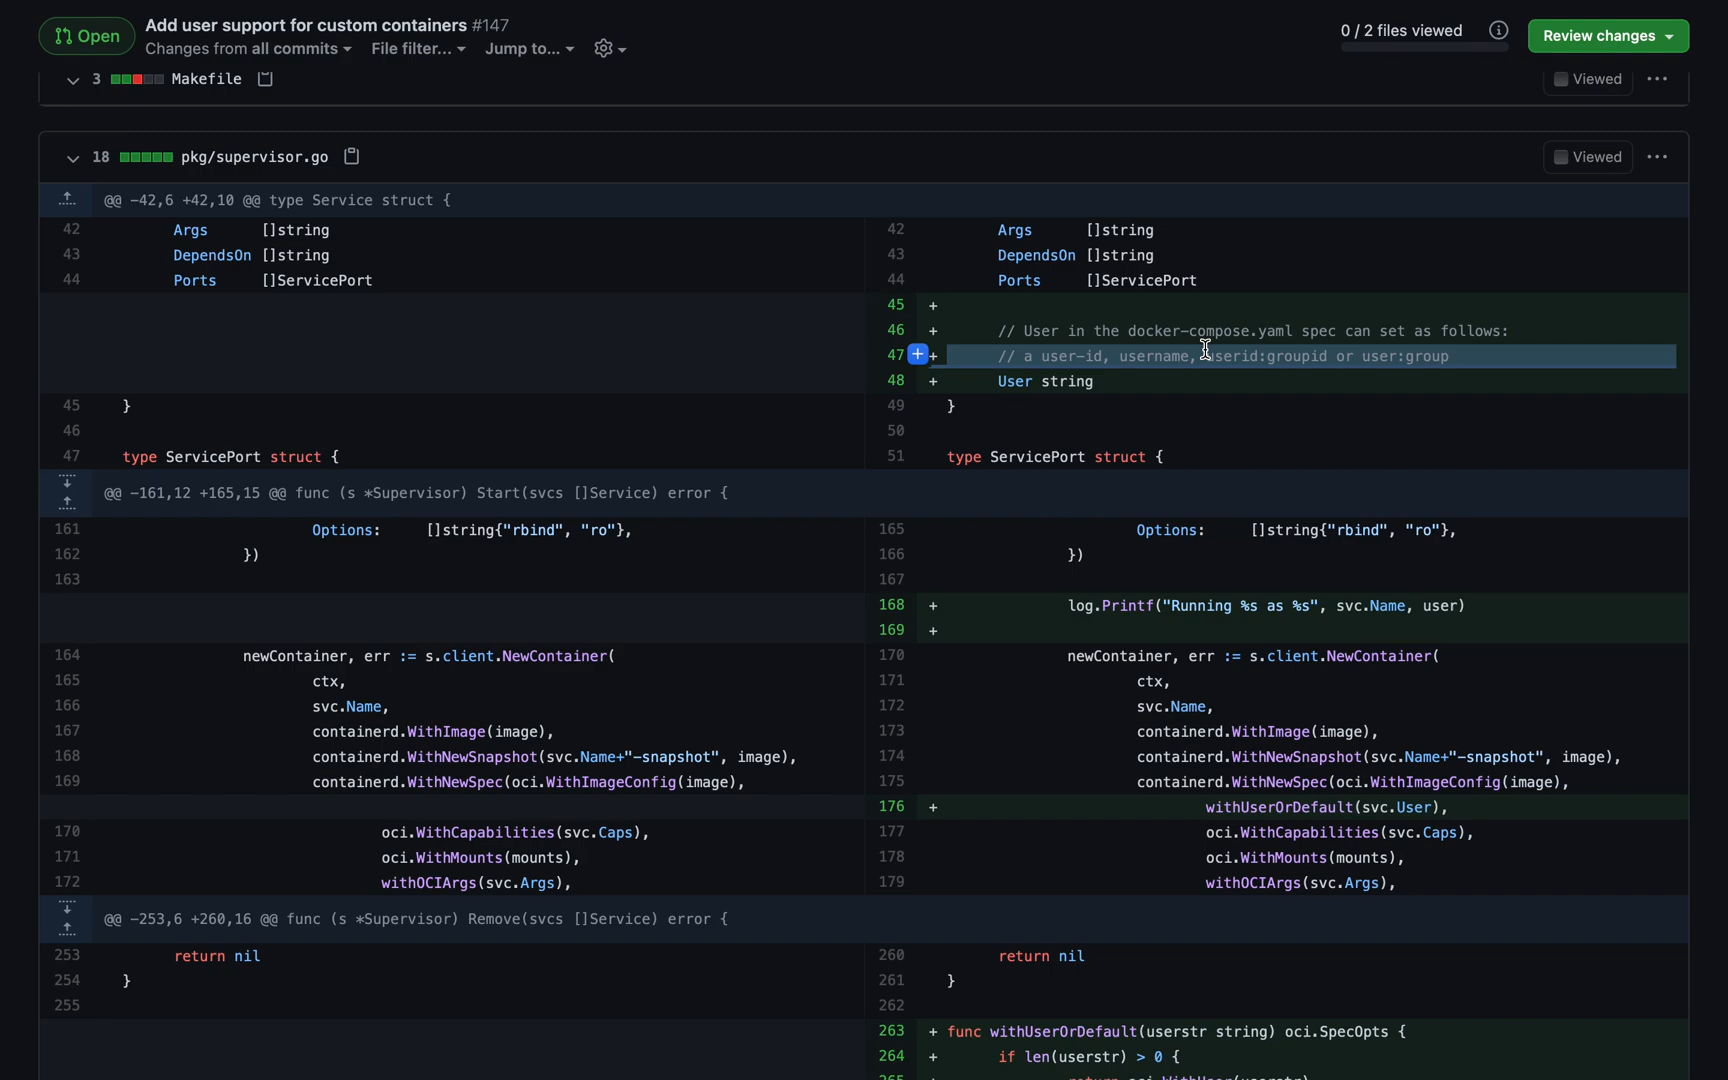 Open
Add user support for custom containers #147
Changes from all commits File filter... Jump to...
0 / 2 files viewed
Review changes
3 Makefile
Viewed
18 pkg/supervisor.go
Viewed
@@ -42,6 +42,10 @@ type Service struct {
42 Args []string 42 Args []string
43 DependsOn []string 43 DependsOn []string
44 Ports []ServicePort 44 Ports []ServicePort
45 +
46 + // User in the docker-compose.yaml spec can set as follows:
47 + // a user-id, username, userid:groupid or user:group
48 + User string
45 } 49 }
46 50
47 type ServicePort struct { 51 type ServicePort struct {
@@ -161,12 +165,15 @@ func (s *Supervisor) Start(svcs []Service) error {
161 Options: []string{"rbind", "ro"}, 165 Options: []string{"rbind", "ro"},
162 }) 166 })
163 167
168 + log.Printf("Running %s as %s", svc.Name, user)
169 +
164 newContainer, err := s.client.NewContainer( 170 newContainer, err := s.client.NewContainer(
165 ctx, 171 ctx,
166 svc.Name, 172 svc.Name,
167 containerd.WithImage(image), 173 containerd.WithImage(image),
168 containerd.WithNewSnapshot(svc.Name+"-snapshot", image), 174 containerd.WithNewSnapshot(svc.Name+"-snapshot", image),
169 containerd.WithNewSpec(oci.WithImageConfig(image), 175 containerd.WithNewSpec(oci.WithImageConfig(image),
176 + withUserOrDefault(svc.User),
170 oci.WithCapabilities(svc.Caps), 177 oci.WithCapabilities(svc.Caps),
171 oci.WithMounts(mounts), 178 oci.WithMounts(mounts),
172 withOCIArgs(svc.Args), 179 withOCIArgs(svc.Args),
@@ -253,6 +260,16 @@ func (s *Supervisor) Remove(svcs []Service) error {
253 return nil 260 return nil
254 } 261 }
255 262
263 + func withUserOrDefault(userstr string) oci.SpecOpts {
264 + if len(userstr) > 0 {